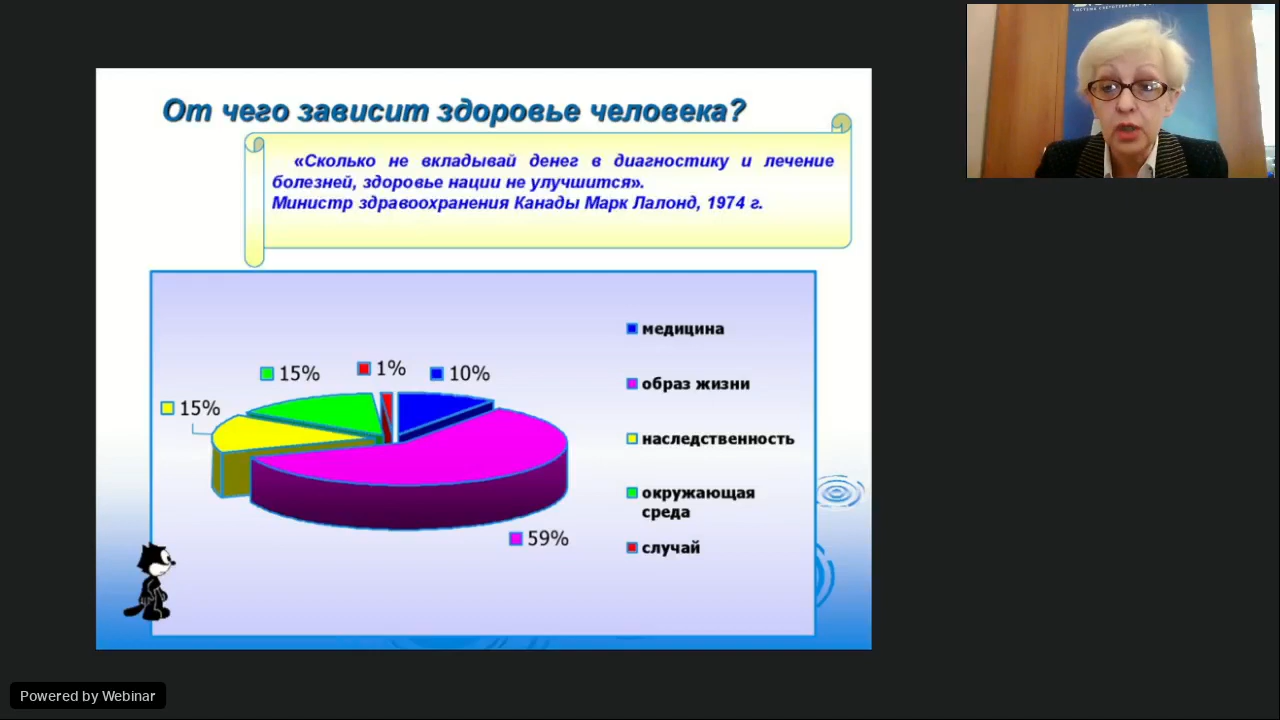 От чего зависит здоровье человека?
«Сколько не вкладывай денег в диагностику и лечение
болезней, здоровье нации не улучшится».
Министр здравоохранения Канады Марк Лалонд, 1974 г.
медицина
15%
1%
10%
образ жизни
15%
наследственность
окружающая
среда
59%
случай
Powered by Webinar